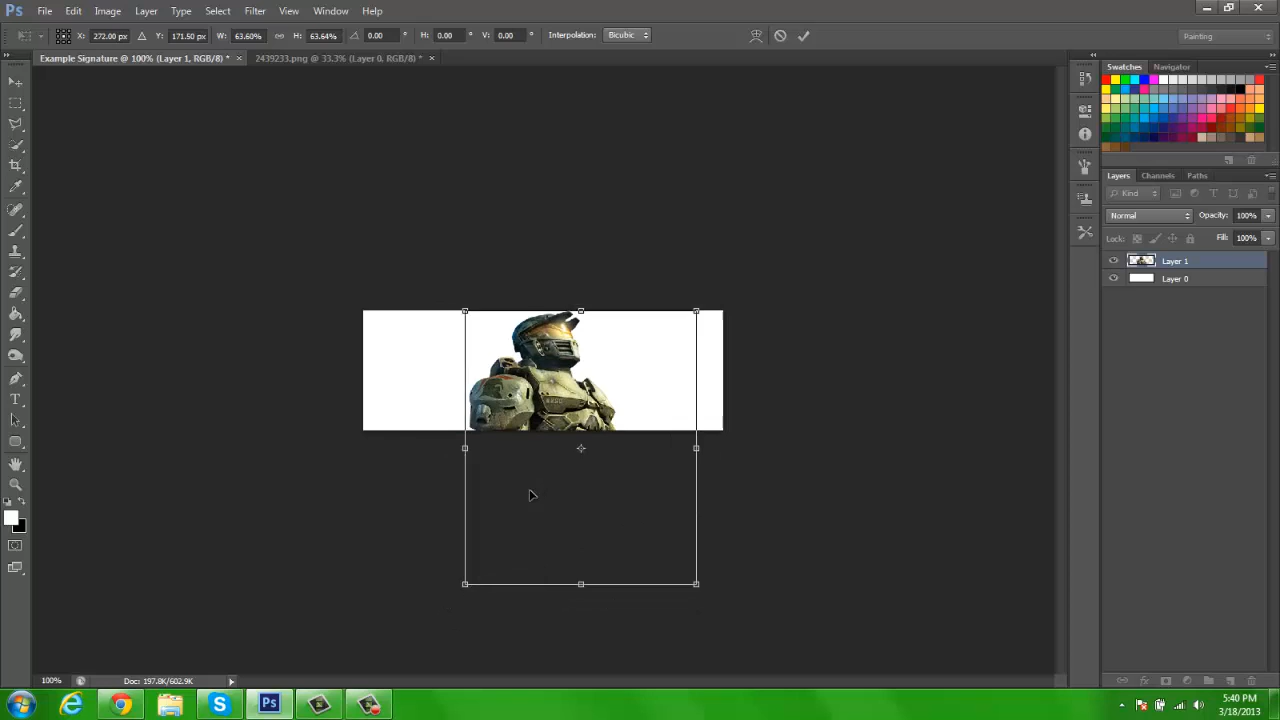 Ps File Edit Image Layer Type Select Filter View Window Help
X: 272.00 px Y: 171.50 px W: 63.60% H: 63.64% 0.00 ° H: 0.00 ° V: 0.00 ° Interpolation: Bicubic Painting
Example Signature @ 100% (Layer 1, RGB/8) * × 2439233.png @ 33.3% (Layer 0, RGB/8) * ×
Swatches Navigator
Layers Channels Paths
Kind
Normal Opacity: 100%
Lock: Fill: 100%
Layer 1
Layer 0
100% Doc: 197.8K/602.9K
Ps
5:40 PM
3/18/2013